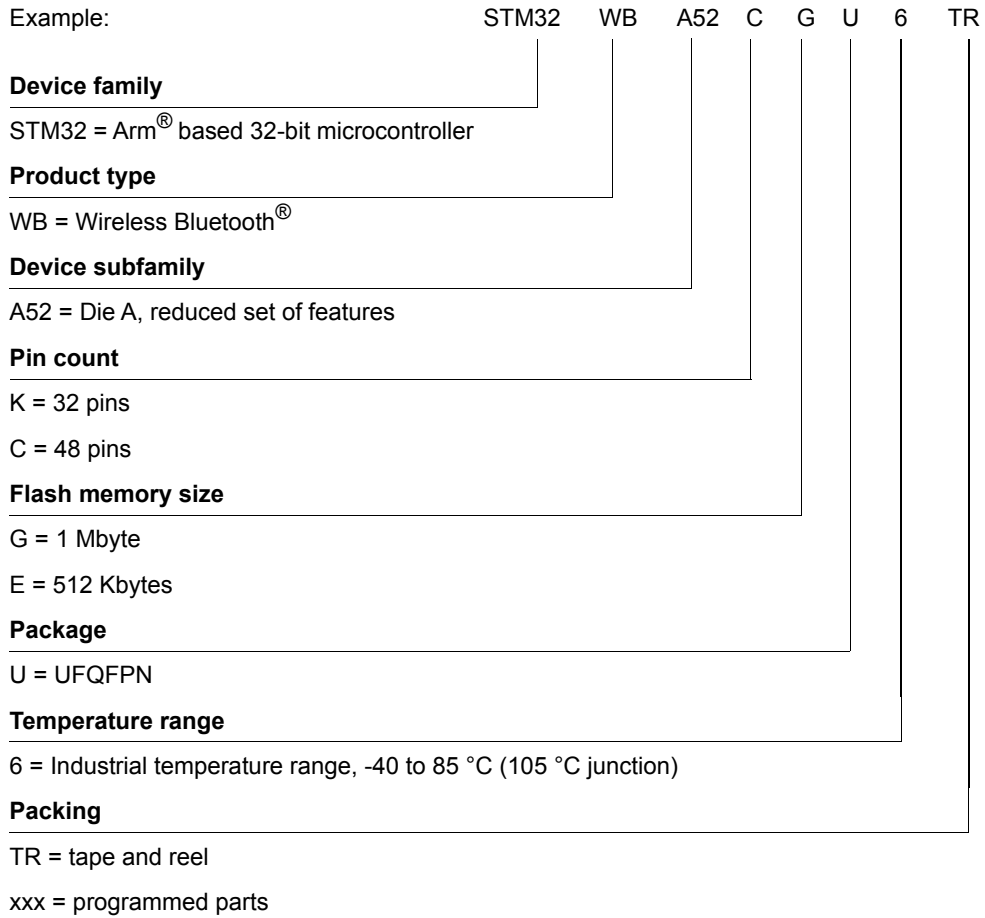 Example: STM32 WB A52 C G U 6 TR
Device family
STM32 = Arm® based 32-bit microcontroller
Product type
WB = Wireless Bluetooth®
Device subfamily
A52 = Die A, reduced set of features
Pin count
K = 32 pins
C = 48 pins
Flash memory size
G = 1 Mbyte
E = 512 Kbytes
Package
U = UFQFPN
Temperature range
6 = Industrial temperature range, -40 to 85 °C (105 °C junction)
Packing
TR = tape and reel
xxx = programmed parts